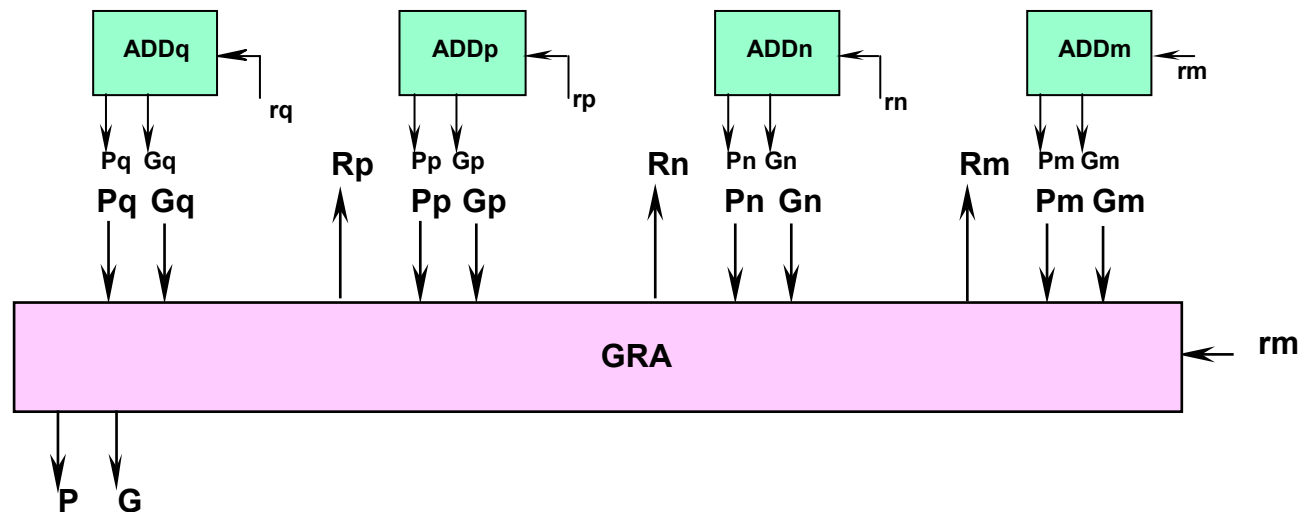 ADDq ADDp ADDn ADDm
rq rp rn rm
Pq Gq Rp Pp Gp Rn Pn Gn Rm Pm Gm
Pq Gq Pp Gp Pn Gn Pm Gm
GRA rm
P G